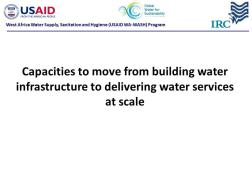 USAID
FROM THE AMERICAN PEOPLE
Global
Water for
Sustainability
IRC
West Africa Water Supply, Sanitation and Hygiene (USAID WA-WASH) Program
Capacities to move from building water
infrastructure to delivering water services
at scale